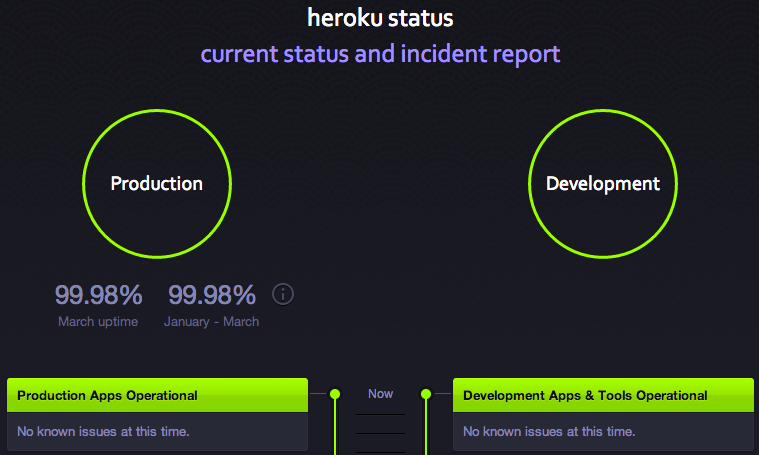 heroku status
current status and incident report
Production
Development
99.98%
99.98%
March uptime
January - March
Production Apps Operational
Now
Development Apps & Tools Operational
No known issues at this time.
No known issues at this time.